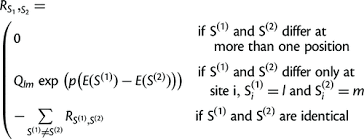 R_{S_1},_{S_2} =
0 if S^{(1)} and S^{(2)} differ at
more than one position
Q_{lm} exp (p(E(S^{(1)}) − E(S^{(2)}))) if S^{(1)} and S^{(2)} differ only at
site i, S_i^{(1)} = l and S_i^{(2)} = m
− ∑_{S^{(1)}≠S^{(2)}} R_{S^{(1)},S^{(2)}} if S^{(1)} and S^{(2)} are identical